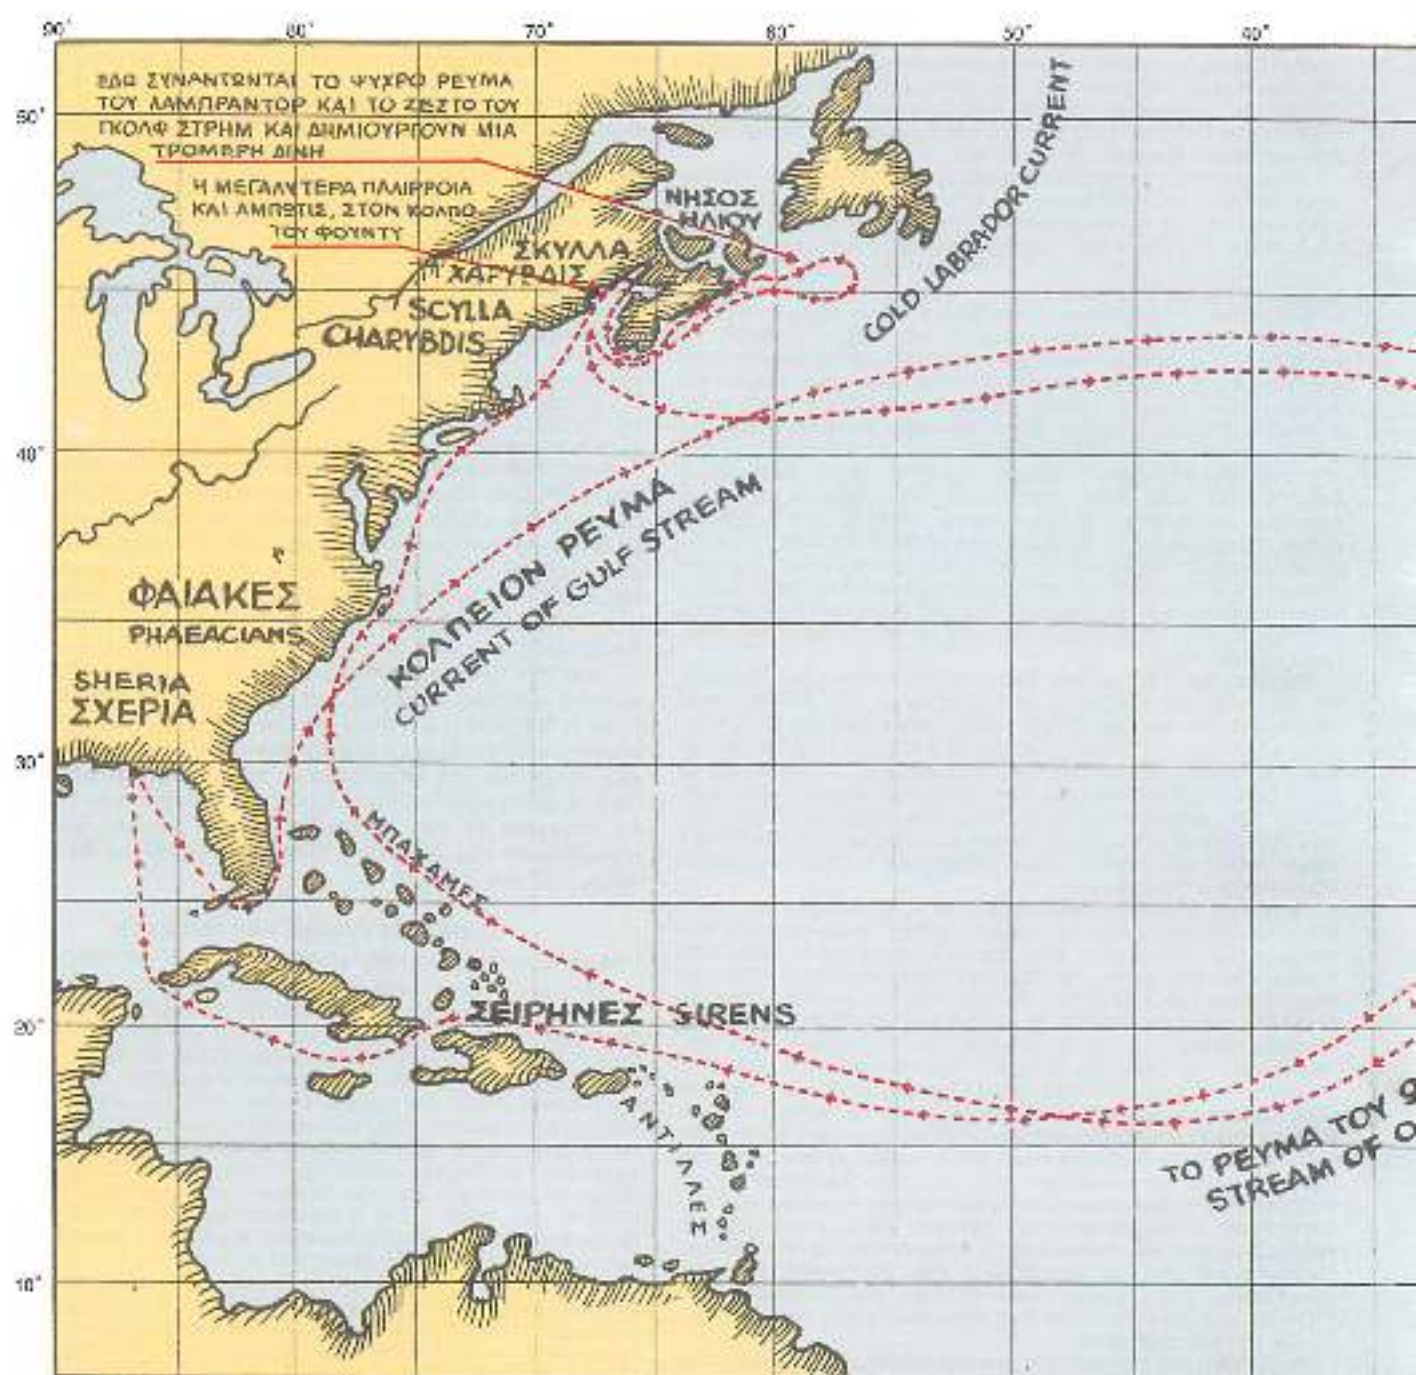 90° 80° 70° 60° 50° 40°
ΕΔΩ ΣΥΝΑΝΤΩΝΤΑΙ ΤΟ ΨΥΧΡΟ ΡΕΥΜΑ
ΤΟΥ ΛΑΜΠΡΑΝΤΟΡ ΚΑΙ ΤΟ ΖΕΣΤΟ ΤΟΥ
ΓΚΟΛΦ ΣΤΡΗΜ ΚΑΙ ΔΗΜΙΟΥΡΓΟΥΝ ΜΙΑ
ΤΡΟΜΕΡΗ ΔΙΝΗ
50°
Η ΜΕΓΑΛΥΤΕΡΑ ΠΑΛΙΡΡΟΙΑ
ΚΑΙ ΑΜΠΩΤΙΣ, ΣΤΟΝ ΚΟΛΠΟ
ΤΟΥ ΦΟΥΝΤΥ
ΝΗΣΟΣ
ΗΛΙΟΥ
COLD LABRADOR CURRENT
ΣΚΥΛΛΑ
ΧΑΡΥΒΔΙΣ
SCYLLA
CHARYBDIS
40°
ΚΟΛΠΕΙΟΝ ΡΕΥΜΑ
CURRENT OF GULF STREAM
ΦΑΙΑΚΕΣ
PHAEACIANS
SHERIA
ΣΧΕΡΙΑ
30°
ΜΠΑΧΑΜΕΣ
20°
ΣΕΙΡΗΝΕΣ SIRENS
ΑΝΤΙΛΛΕΣ
ΤΟ ΡΕΥΜΑ ΤΟΥ
STREAM OF O
10°